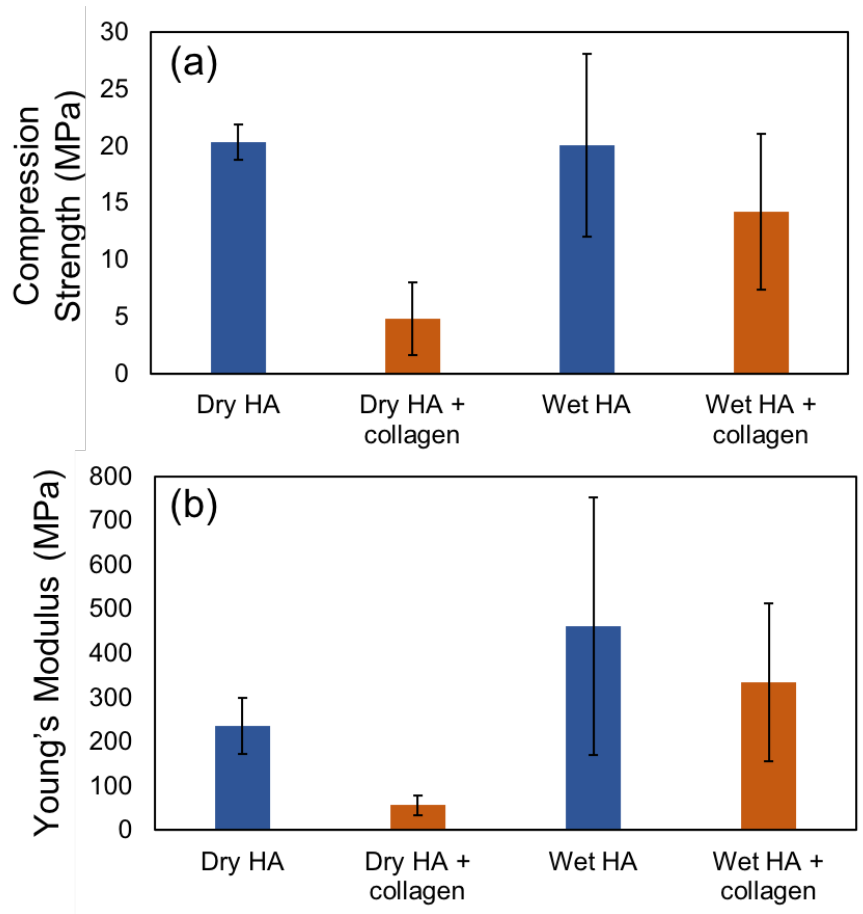 (a)
Compression
Strength (MPa)
30
25
20
15
10
5
0
Dry HA
Dry HA +
collagen
Wet HA
Wet HA +
collagen
(b)
Young’s Modulus (MPa)
800
700
600
500
400
300
200
100
0
Dry HA
Dry HA +
collagen
Wet HA
Wet HA +
collagen